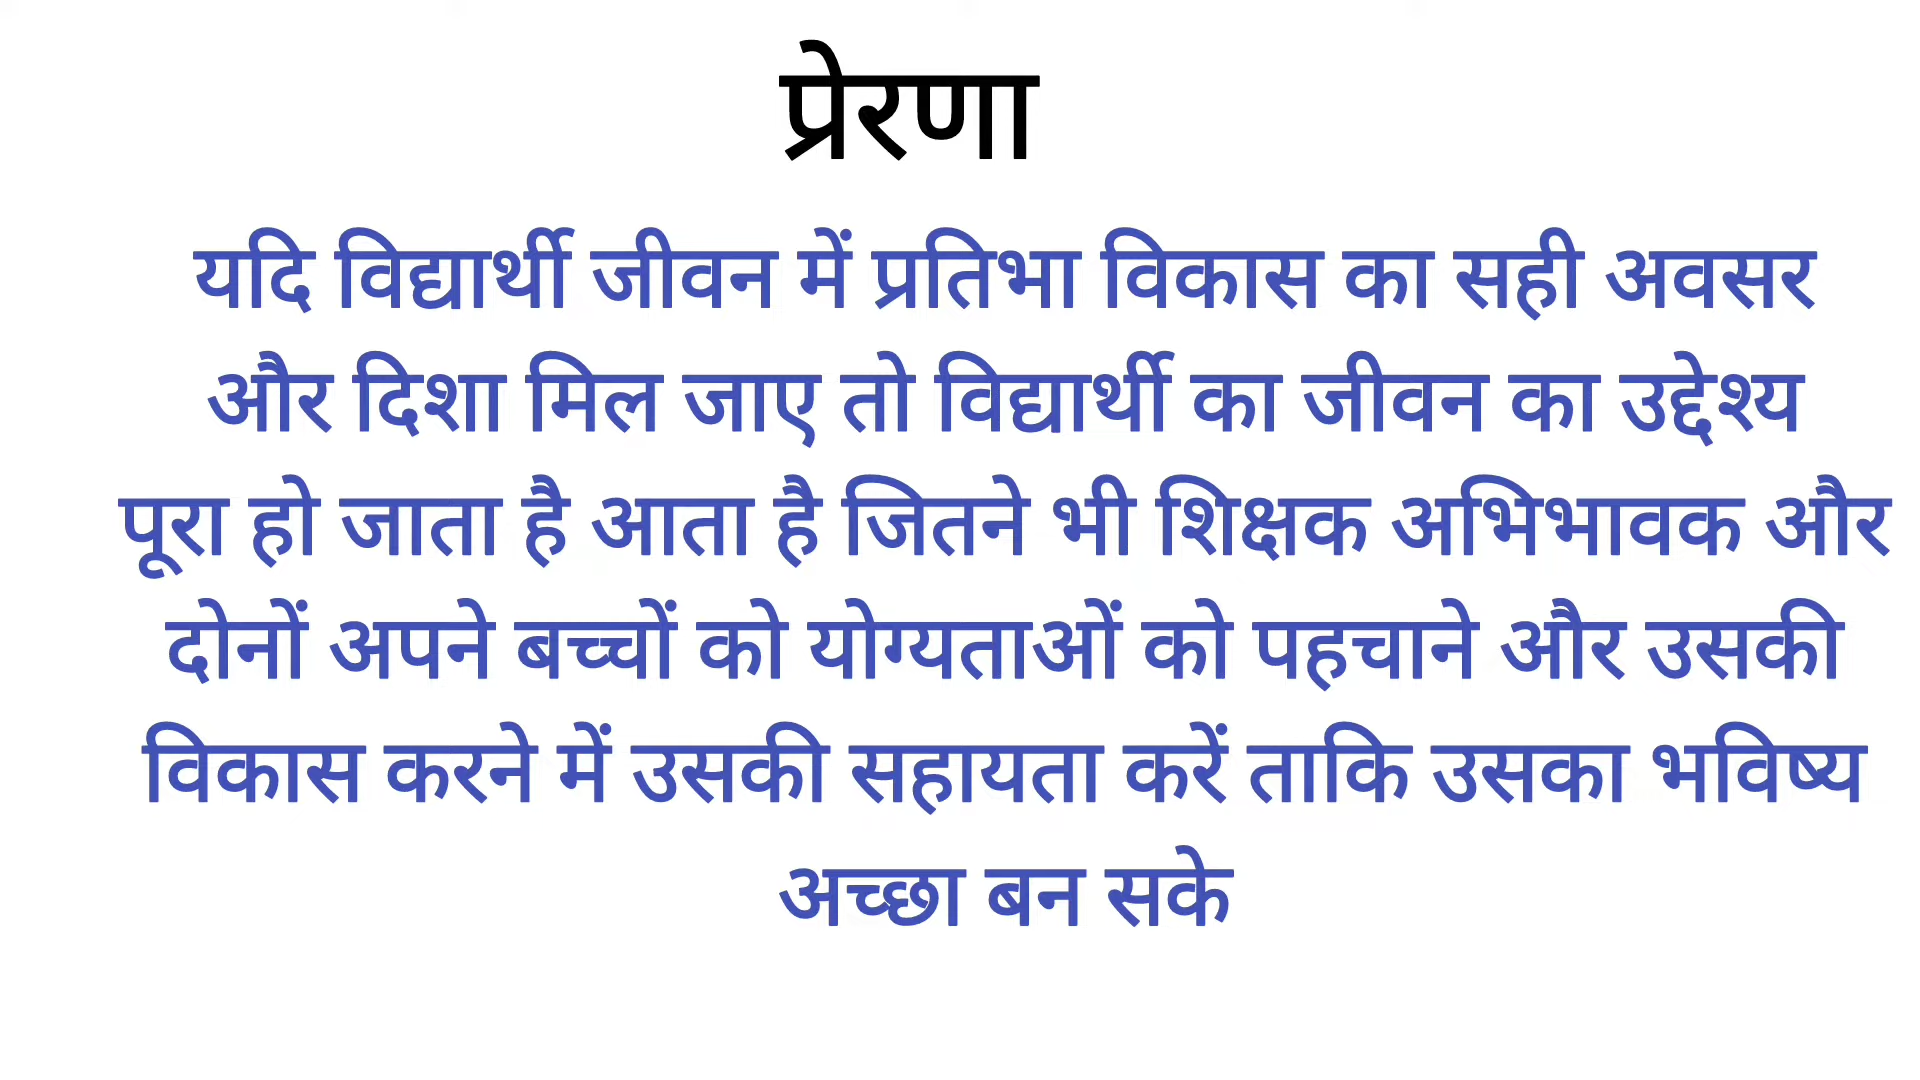 प्रेरणा
यदि विद्यार्थी जीवन में प्रतिभा विकास का सही अवसर
और दिशा मिल जाए तो विद्यार्थी का जीवन का उद्देश्य
पूरा हो जाता है आता है जितने भी शिक्षक अभिभावक और
दोनों अपने बच्चों को योग्यताओं को पहचाने और उसकी
विकास करने में उसकी सहायता करें ताकि उसका भविष्य
अच्छा बन सके